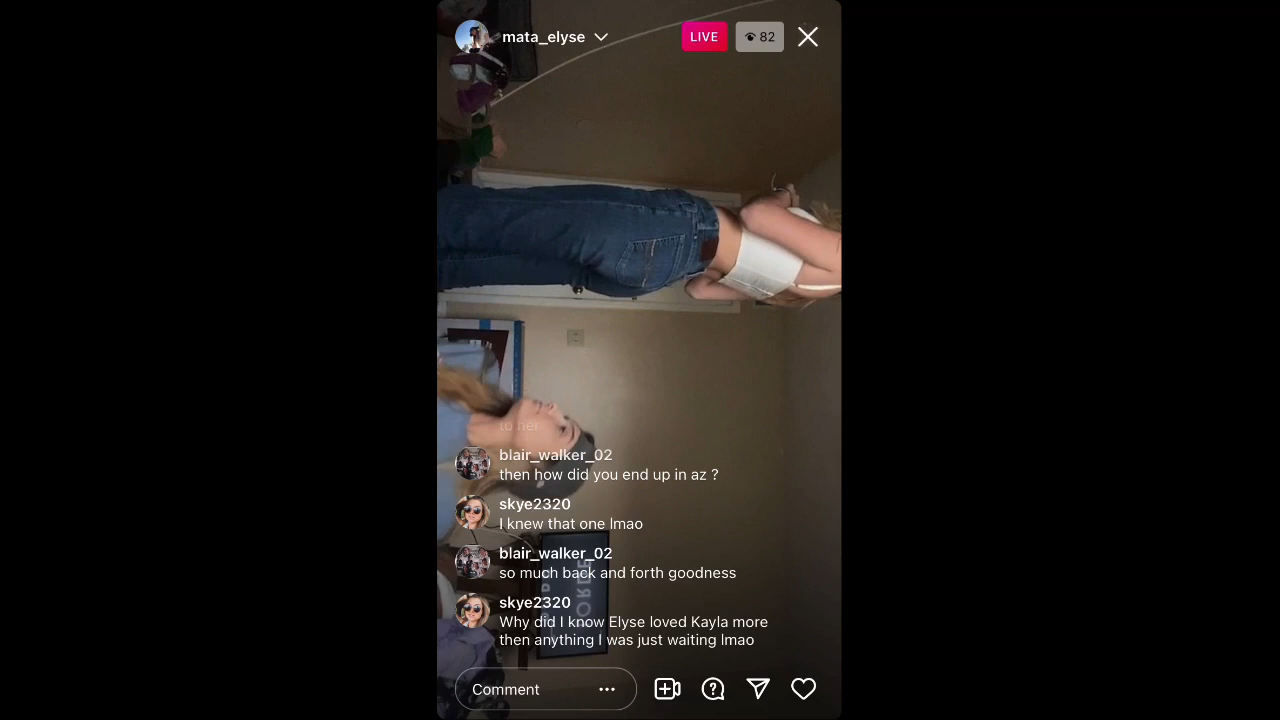 mata_elyse
LIVE
82
to her
blair_walker_02
then how did you end up in az ?
skye2320
I knew that one lmao
blair_walker_02
so much back and forth goodness
skye2320
Why did I know Elyse loved Kayla more
then anything I was just waiting lmao
Comment